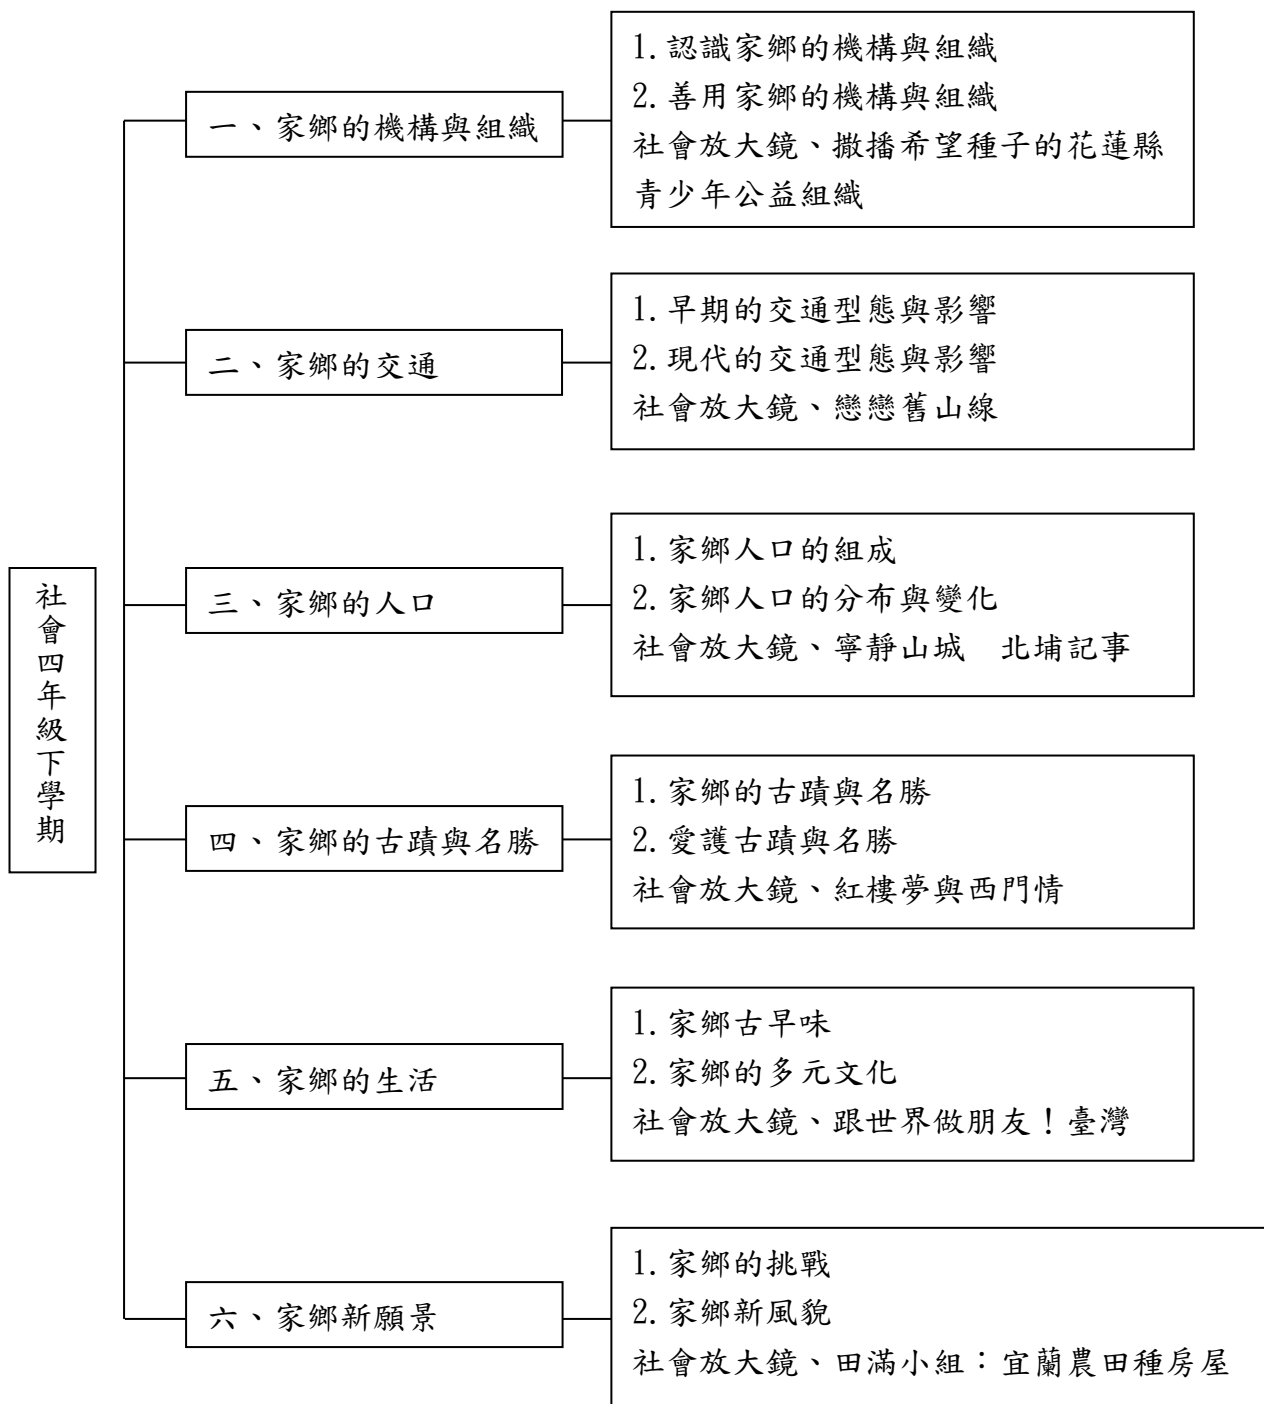 社會四年級下學期
一、家鄉的機構與組織
1.認識家鄉的機構與組織
2.善用家鄉的機構與組織
社會放大鏡、撒播希望種子的花蓮縣
青少年公益組織
二、家鄉的交通
1.早期的交通型態與影響
2.現代的交通型態與影響
社會放大鏡、戀戀舊山線
三、家鄉的人口
1.家鄉人口的組成
2.家鄉人口的分布與變化
社會放大鏡、寧靜山城　北埔記事
四、家鄉的古蹟與名勝
1.家鄉的古蹟與名勝
2.愛護古蹟與名勝
社會放大鏡、紅樓夢與西門情
五、家鄉的生活
1.家鄉古早味
2.家鄉的多元文化
社會放大鏡、跟世界做朋友！臺灣
六、家鄉新願景
1.家鄉的挑戰
2.家鄉新風貌
社會放大鏡、田滿小組：宜蘭農田種房屋